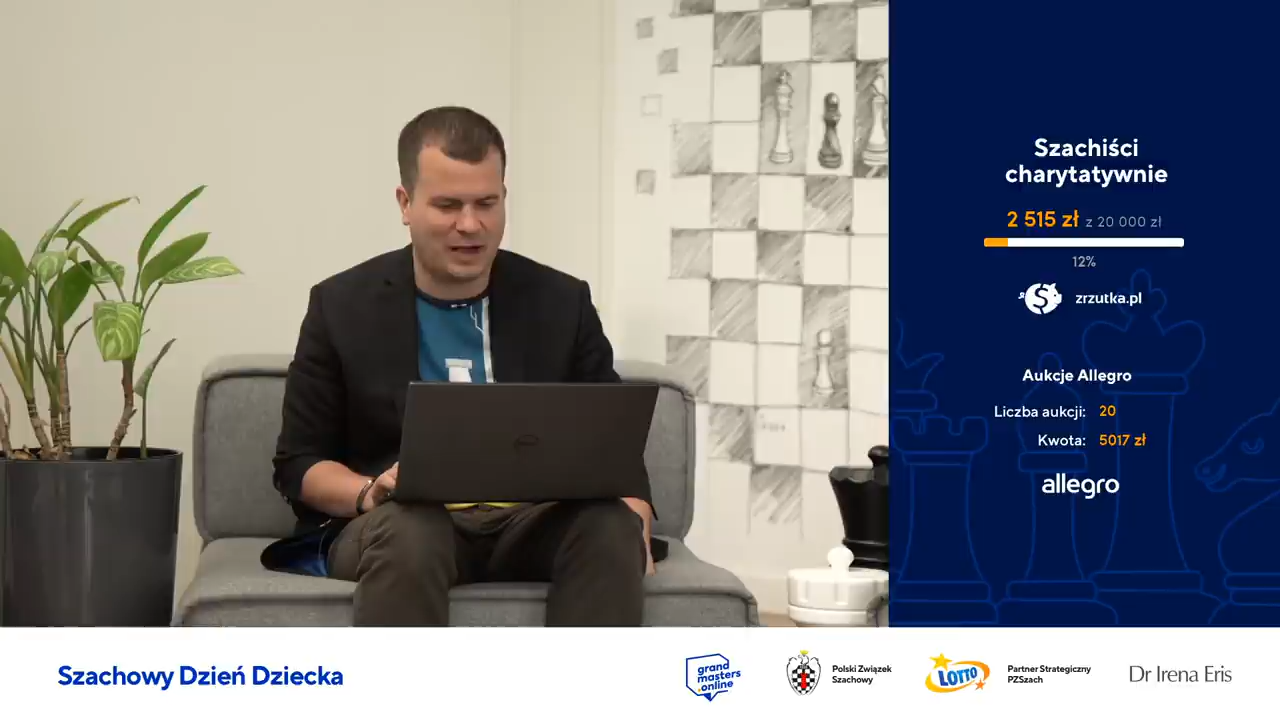 Szachiści
charytatywnie
2 515 zł z 20 000 zł
12%
zrzutka.pl
Aukcje Allegro
Liczba aukcji: 20
Kwota: 5017 zł
allegro
Szachowy Dzień Dziecka
grand
masters
.online
Polski Związek
Szachowy
LOTTO
Partner Strategiczny
PZSzach
Dr Irena Eris